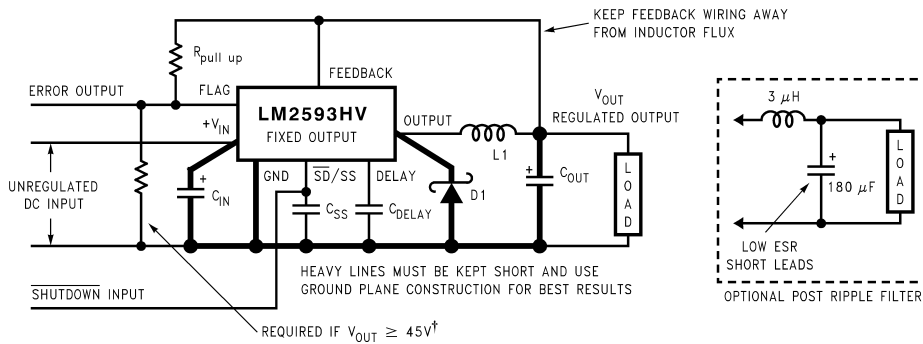 KEEP FEEDBACK WIRING AWAY
FROM INDUCTOR FLUX
Rpull up
FEEDBACK
ERROR OUTPUT
FLAG
+VIN
LM2593HV
FIXED OUTPUT
OUTPUT
VOUT
REGULATED OUTPUT
L1
UNREGULATED
DC INPUT
+
CIN
GND
SD/SS
DELAY
CSS
CDELAY
D1
+
COUT
LOAD
HEAVY LINES MUST BE KEPT SHORT AND USE
GROUND PLANE CONSTRUCTION FOR BEST RESULTS
SHUTDOWN INPUT
REQUIRED IF VOUT ≥ 45V†
3 μH
+
180 μF
LOAD
LOW ESR
SHORT LEADS
OPTIONAL POST RIPPLE FILTER